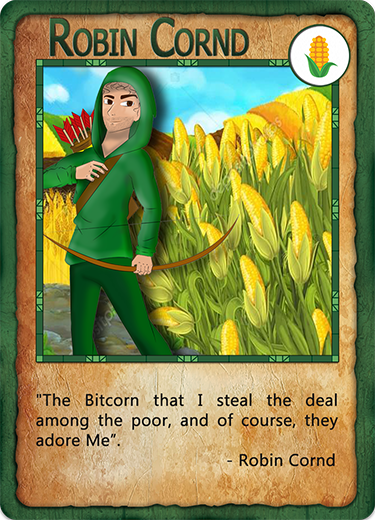 ROBIN CORND
"The Bitcorn that I steal the deal
among the poor, and of course, they
adore Me”.
- Robin Cornd